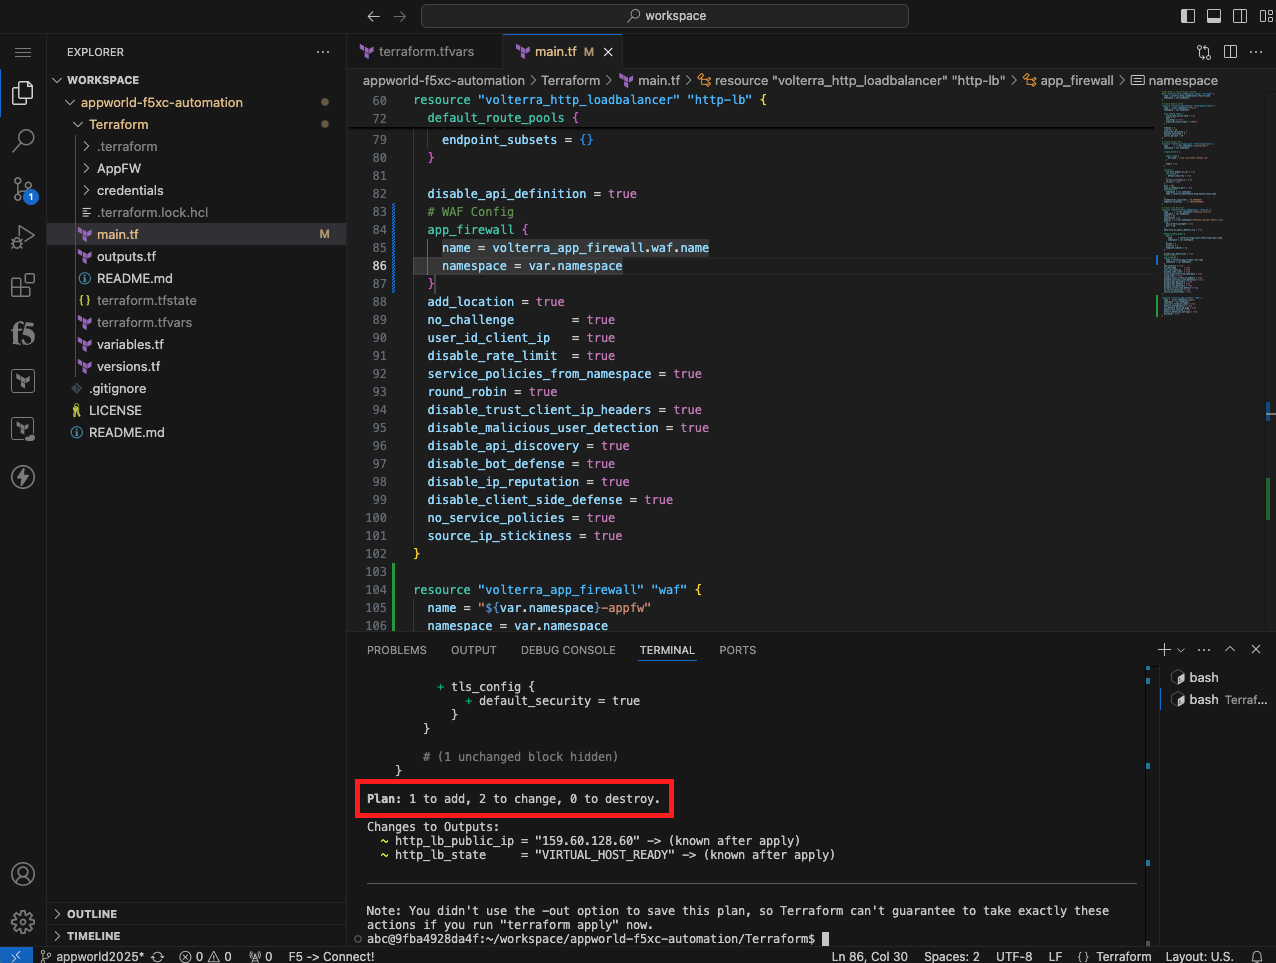 workspace
EXPLORER
WORKSPACE
appworld-f5xc-automation
Terraform
.terraform
AppFW
credentials
.terraform.lock.hcl
main.tf M
outputs.tf
README.md
terraform.tfstate
terraform.tfvars
variables.tf
versions.tf
.gitignore
LICENSE
README.md
OUTLINE
TIMELINE
1
f5
terraform.tfvars
main.tf M
appworld-f5xc-automation > Terraform > main.tf > resource "volterra_http_loadbalancer" "http-lb" > app_firewall > namespace
60 resource "volterra_http_loadbalancer" "http-lb" {
72 default_route_pools {
79 endpoint_subsets = {}
80 }
81
82 disable_api_definition = true
83 # WAF Config
84 app_firewall {
85 name = volterra_app_firewall.waf.name
86 namespace = var.namespace
87 }
88 add_location = true
89 no_challenge = true
90 user_id_client_ip = true
91 disable_rate_limit = true
92 service_policies_from_namespace = true
93 round_robin = true
94 disable_trust_client_ip_headers = true
95 disable_malicious_user_detection = true
96 disable_api_discovery = true
97 disable_bot_defense = true
98 disable_ip_reputation = true
99 disable_client_side_defense = true
100 no_service_policies = true
101 source_ip_stickiness = true
102 }
103
104 resource "volterra_app_firewall" "waf" {
105 name = "${var.namespace}-appfw"
106 namespace = var.namespace
PROBLEMS OUTPUT DEBUG CONSOLE TERMINAL PORTS
+ tls_config {
+ default_security = true
}
}
# (1 unchanged block hidden)
}
Plan: 1 to add, 2 to change, 0 to destroy.
Changes to Outputs:
~ http_lb_public_ip = "159.60.128.60" -> (known after apply)
~ http_lb_state = "VIRTUAL_HOST_READY" -> (known after apply)
Note: You didn't use the -out option to save this plan, so Terraform can't guarantee to take exactly these
actions if you run "terraform apply" now.
abc@9fba4928da4f:~/workspace/appworld-f5xc-automation/Terraform$
bash
bash Terraf...
appworld2025* 0 0 0 F5 -> Connect! Ln 86, Col 30 Spaces: 2 UTF-8 LF {} Terraform Layout: U.S.